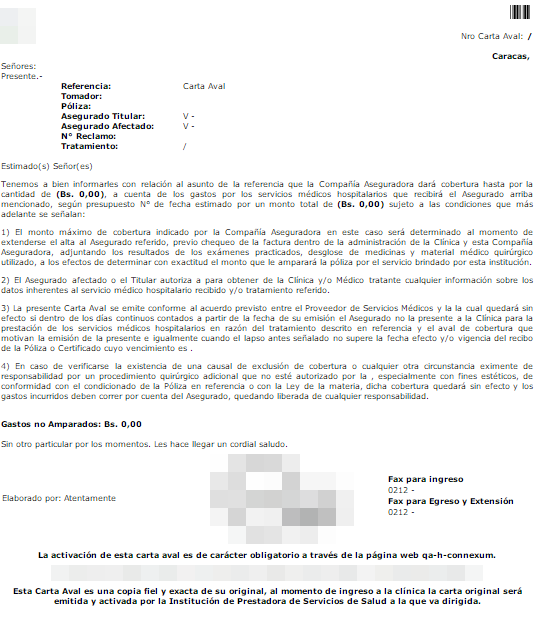 Nro Carta Aval: /
Caracas,
Señores:
Presente.-
Referencia: Carta Aval
Tomador:
Póliza:
Asegurado Titular: V -
Asegurado Afectado: V -
N° Reclamo:
Tratamiento: /
Estimado(s) Señor(es)
Tenemos a bien informarles con relación al asunto de la referencia que la Compañía Aseguradora dará cobertura hasta por la
cantidad de (Bs. 0,00), a cuenta de los gastos por los servicios médicos hospitalarios que recibirá el Asegurado arriba
mencionado, según presupuesto N° de fecha estimado por un monto total de (Bs. 0,00) sujeto a las condiciones que más
adelante se señalan:
1) El monto máximo de cobertura indicado por la Compañía Aseguradora en este caso será determinado al momento de
extenderse el alta al Asegurado referido, previo chequeo de la factura dentro de la administración de la Clínica y esta Compañía
Aseguradora, adjuntando los resultados de los exámenes practicados, desglose de medicinas y material médico quirúrgico
utilizado, a los efectos de determinar con exactitud el monto que le amparará la póliza por el servicio brindado por esta institución.
2) El Asegurado afectado o el Titular autoriza a para obtener de la Clínica y/o Médico tratante cualquier información sobre los
datos inherentes al servicio médico hospitalario recibido y/o tratamiento referido.
3) La presente Carta Aval se emite conforme al acuerdo previsto entre el Proveedor de Servicios Médicos y la la cual quedará sin
efecto si dentro de los días continuos contados a partir de la fecha de su emisión el Asegurado no la presente a la Clínica para la
prestación de los servicios médicos hospitalarios en razón del tratamiento descrito en referencia y el aval de cobertura que
motivan la emisión de la presente e igualmente cuando el lapso antes señalado no supere la fecha efecto y/o vigencia del recibo
de la Póliza o Certificado cuyo vencimiento es .
4) En caso de verificarse la existencia de una causal de exclusión de cobertura o cualquier otra circunstancia eximente de
responsabilidad por un procedimiento quirúrgico adicional que no esté autorizado por la , especialmente con fines estéticos, de
conformidad con el condicionado de la Póliza en referencia o con la Ley de la materia, dicha cobertura quedará sin efecto y los
gastos incurridos deben correr por cuenta del Asegurado, quedando liberada de cualquier responsabilidad.
Gastos no Amparados: Bs. 0,00
Sin otro particular por los momentos. Les hace llegar un cordial saludo.
Elaborado por: Atentamente
Fax para ingreso
0212 -
Fax para Egreso y Extensión
0212 -
La activación de esta carta aval es de carácter obligatorio a través de la página web qa-h-connexum.
Esta Carta Aval es una copia fiel y exacta de su original, al momento de ingreso a la clínica la carta original será
emitida y activada por la Institución de Prestadora de Servicios de Salud a la que va dirigida.